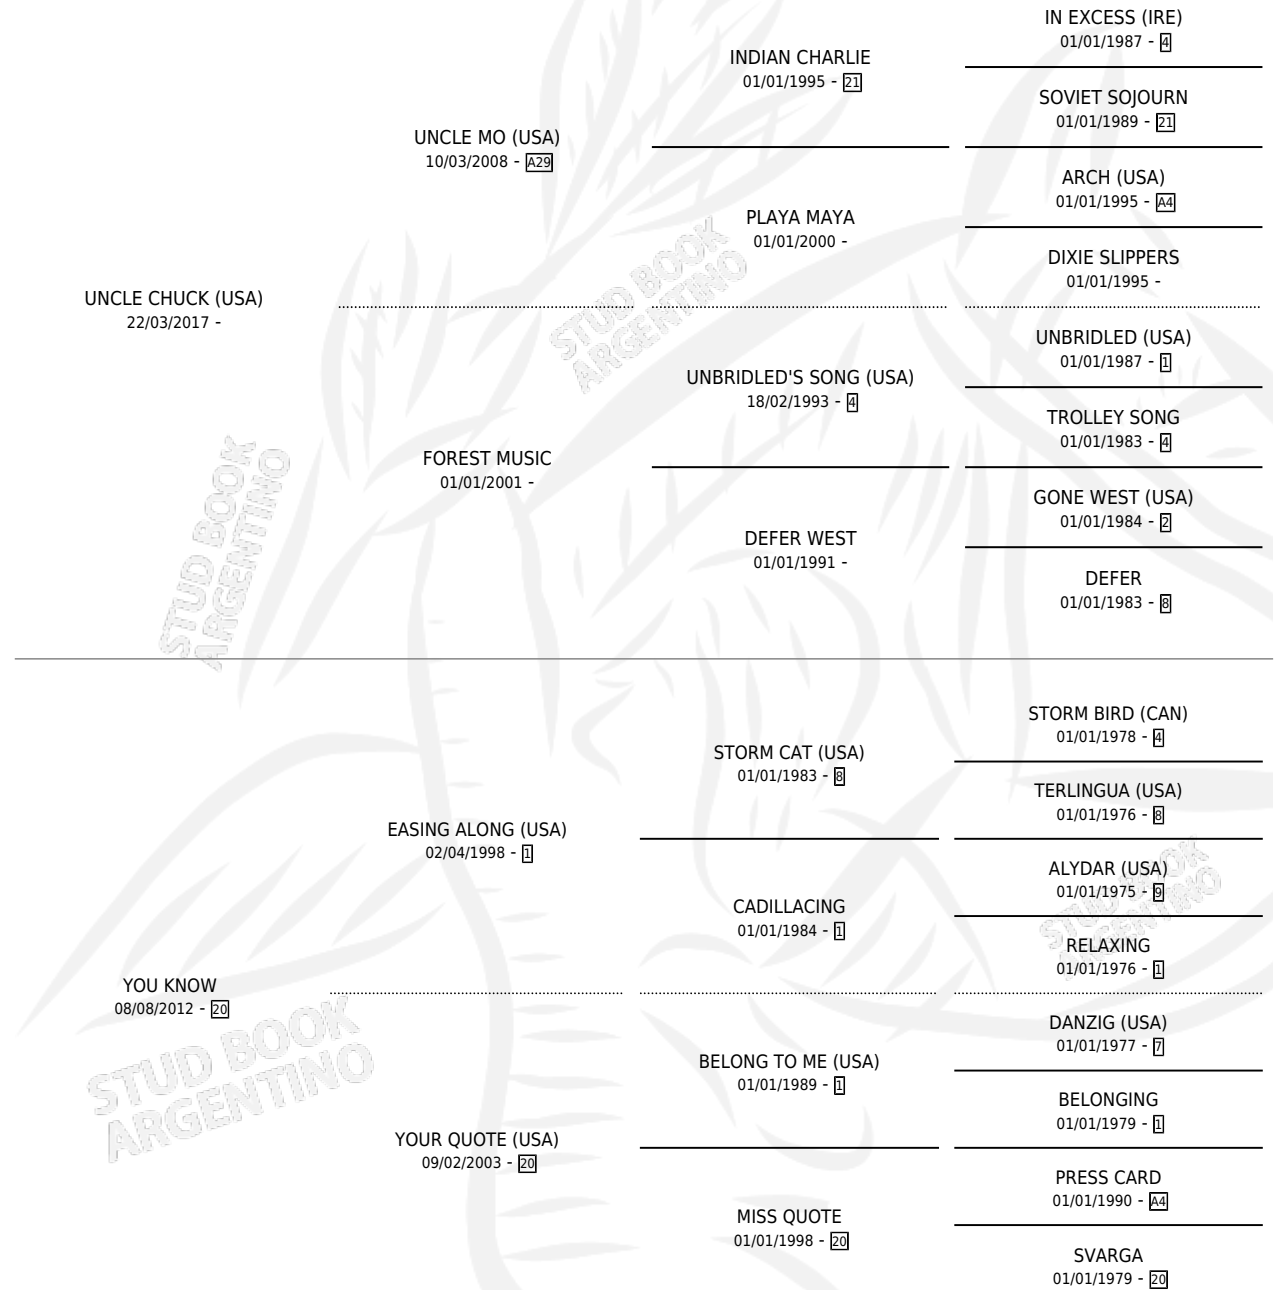 IN EXCESS (IRE)
01/01/1987 - 4
INDIAN CHARLIE
01/01/1995 - 21
SOVIET SOJOURN
01/01/1989 - 21
UNCLE MO (USA)
10/03/2008 - A29
ARCH (USA)
01/01/1995 - A4
PLAYA MAYA
01/01/2000 -
DIXIE SLIPPERS
01/01/1995 -
UNCLE CHUCK (USA)
22/03/2017 -
UNBRIDLED (USA)
01/01/1987 - 1
UNBRIDLED'S SONG (USA)
18/02/1993 - 4
TROLLEY SONG
01/01/1983 - 4
FOREST MUSIC
01/01/2001 -
GONE WEST (USA)
01/01/1984 - 2
DEFER WEST
01/01/1991 -
DEFER
01/01/1983 - 8
STORM BIRD (CAN)
01/01/1978 - 4
STORM CAT (USA)
01/01/1983 - 8
TERLINGUA (USA)
01/01/1976 - 8
EASING ALONG (USA)
02/04/1998 - 1
ALYDAR (USA)
01/01/1975 - 9
CADILLACING
01/01/1984 - 1
RELAXING
01/01/1976 - 1
YOU KNOW
08/08/2012 - 20
DANZIG (USA)
01/01/1977 - 7
BELONG TO ME (USA)
01/01/1989 - 1
BELONGING
01/01/1979 - 1
YOUR QUOTE (USA)
09/02/2003 - 20
PRESS CARD
01/01/1990 - A4
MISS QUOTE
01/01/1998 - 20
SVARGA
01/01/1979 - 20
STUD BOOK
ARGENTINO
STUD BOOK
ARGENTINO
STUD BOOK
ARGENTINO
STUD BOOK
ARGENTINO